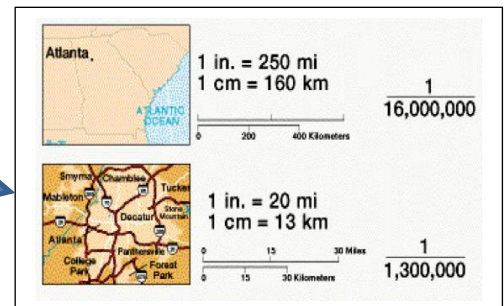 Atlanta
ATLANTIC
OCEAN
1 in. = 250 mi
1 cm = 160 km
0 200 400 Kilometers
1
16,000,000
Smyrna
Chamblee
Tucker
Mableton
Decatur
Stone
Mountain
Atlanta
Panthersville
College
Park
Forest
Park
1 in. = 20 mi
1 cm = 13 km
0 15 30 Miles
0 15 30 Kilometers
1
1,300,000